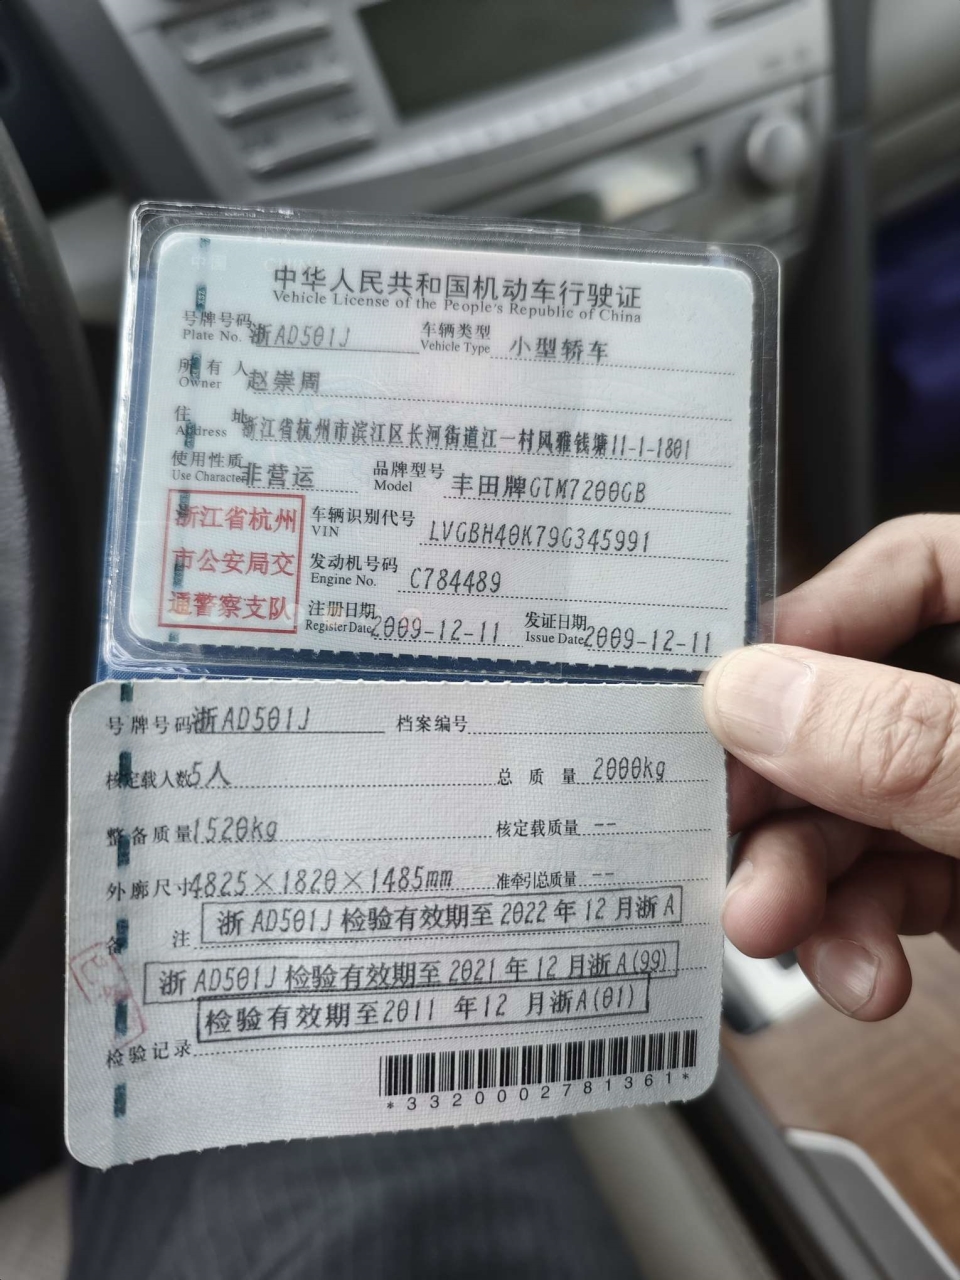 中华人民共和国机动车行驶证
Vehicle License of the People's Republic of China
号牌号码 浙AD501J 车辆类型 小型轿车
Plate No. Vehicle Type
所有人 赵崇周
Owner
住址 浙江省杭州市滨江区长河街道江一村风雅钱塘11-1-1801
Address
使用性质 非营运 品牌型号 丰田牌GTM7200GB
Use Character Model
浙江省杭州
市公安局交
通警察支队
车辆识别代号 LVGBH40K79G345991
VIN
发动机号码 C784489
Engine No.
注册日期 2009-12-11 发证日期 2009-12-11
Register Date Issue Date
号牌号码 浙AD501J 档案编号
核定载人数 5人 总质量 2000kg
整备质量 1520kg 核定载质量 --
外廓尺寸 4825×1820×1485mm 准牵引总质量 --
备注 浙AD501J检验有效期至2022年12月浙A
浙AD501J检验有效期至2021年12月浙A(99)
检验有效期至2011 年12 月浙A(01)
检验记录
*3320002781361*